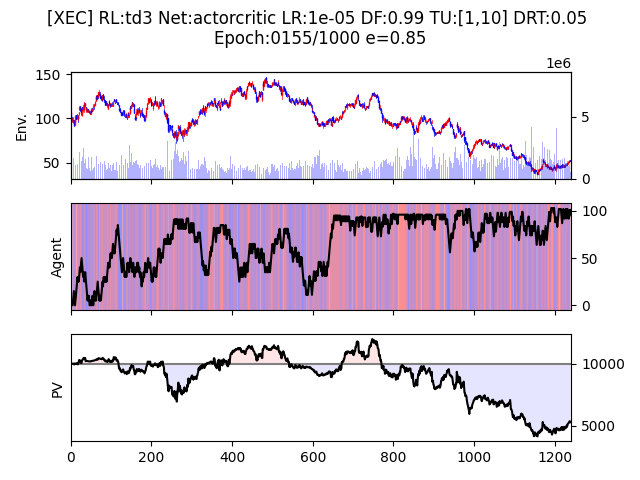 [XEC] RL:td3 Net:actorcritic LR:1e-05 DF:0.99 TU:[1,10] DRT:0.05
Epoch:0155/1000 e=0.85
1e6
150
100
50
Env.
5
0
Agent
100
50
0
PV
10000
5000
0
200
400
600
800
1000
1200